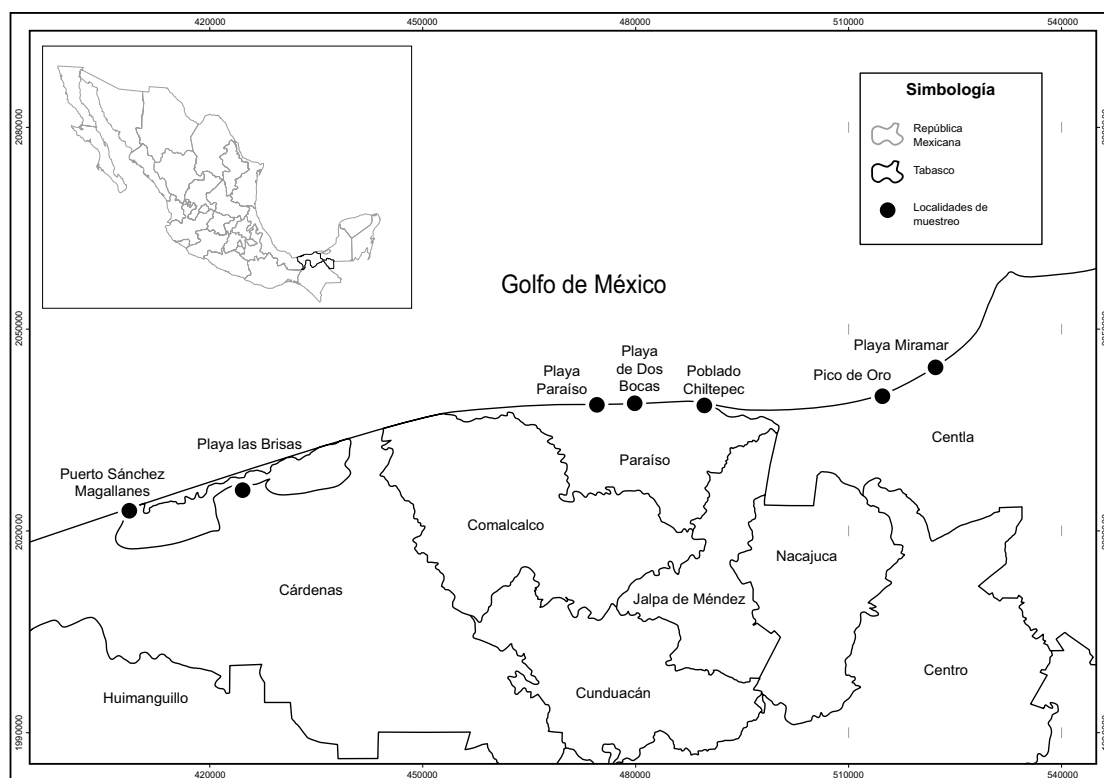 420000
450000
480000
510000
540000
Simbología
República
Mexicana
Tabasco
Localidades de
muestreo
2080000
Golfo de México
2050000
2050000
Playa Miramar
Playa
de Dos
Bocas
Playa
Paraíso
Poblado
Chiltepec
Pico de Oro
Playa las Brisas
Centla
Puerto Sánchez
Magallanes
Paraíso
Comalcalco
2020000
Nacajuca
Cárdenas
Jalpa de Méndez
Centro
Huimanguillo
Cunduacán
1990000
420000
450000
480000
510000
540000